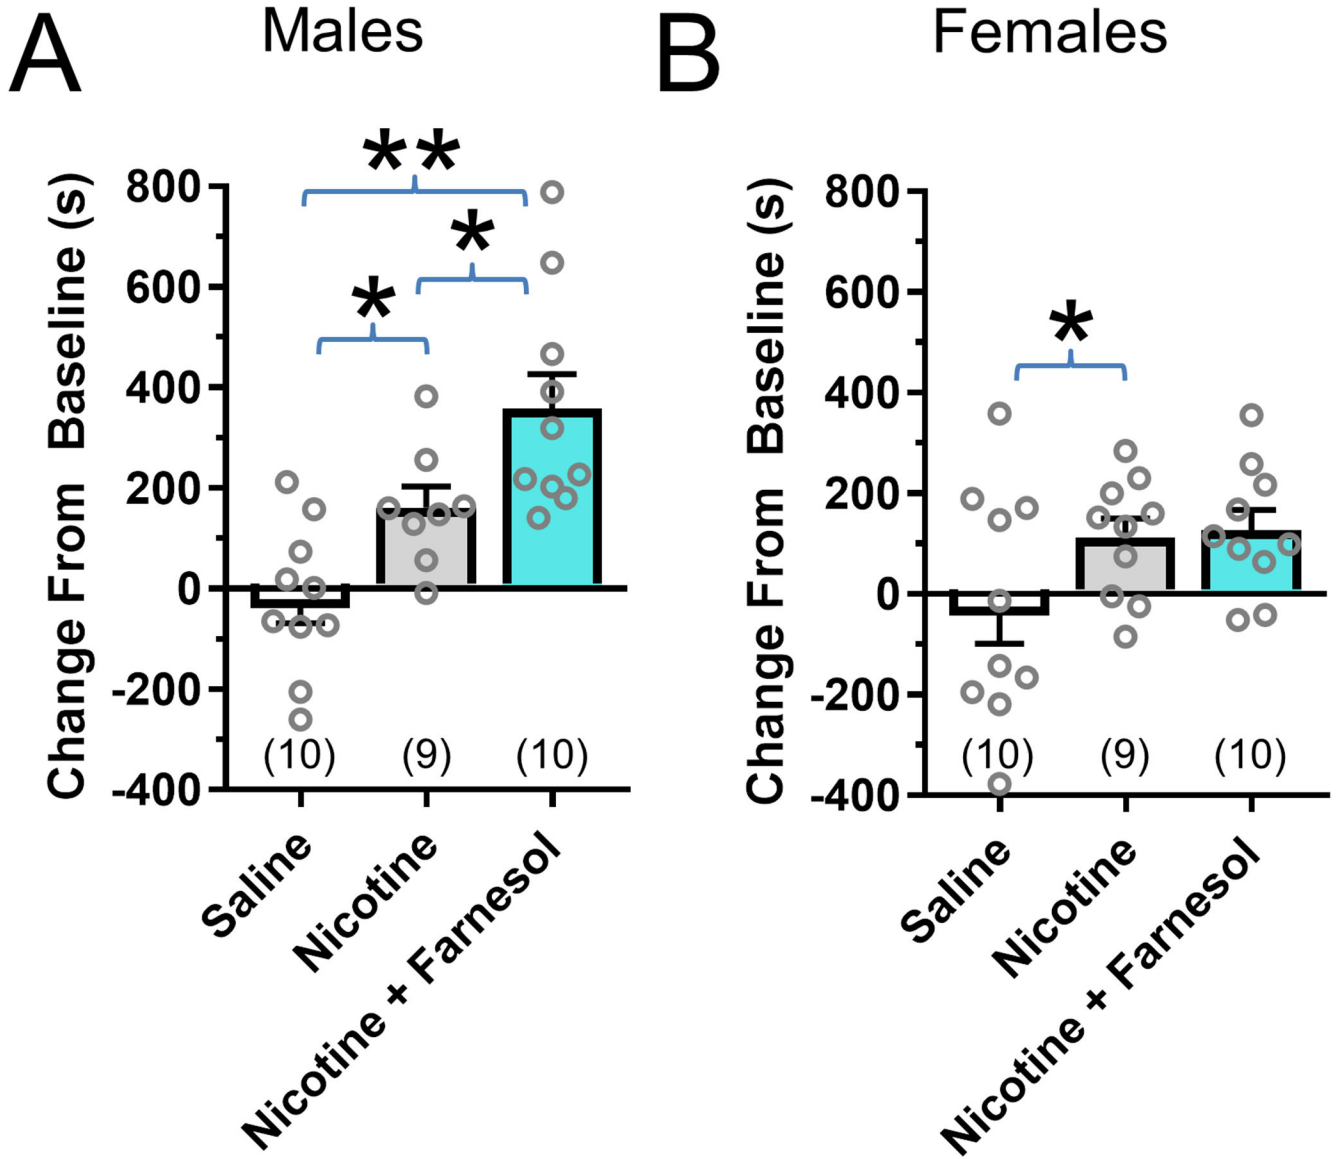 A
Males
**
*
*
Change From Baseline (s)
800
600
400
200
0
-200
-400
(10)
(9)
(10)
Saline
Nicotine
Nicotine + Farnesol
B
Females
*
Change From Baseline (s)
800
600
400
200
0
-200
-400
(10)
(9)
(10)
Saline
Nicotine
Nicotine + Farnesol